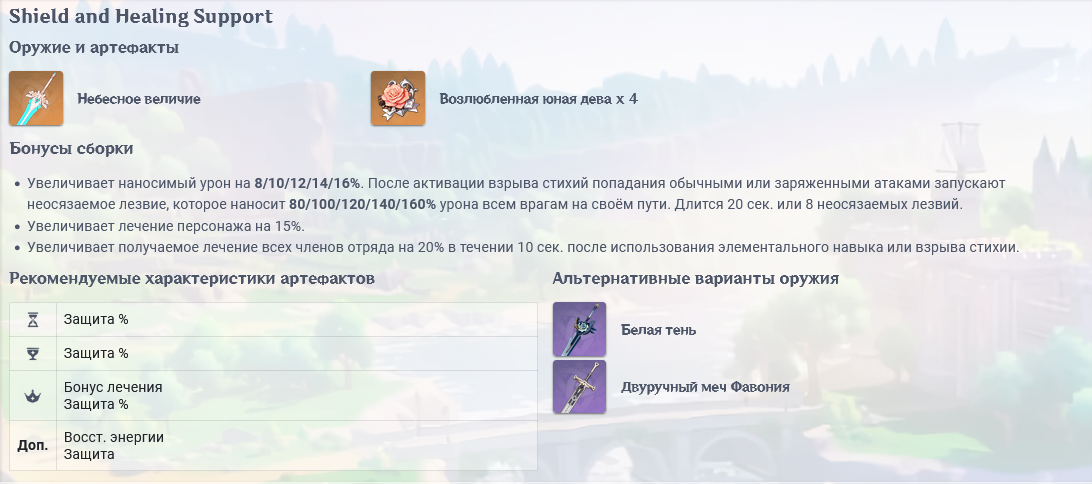 Shield and Healing Support
Оружие и артефакты
Небесное величие
Возлюбленная юная дева x 4
Бонусы сборки
Увеличивает наносимый урон на 8/10/12/14/16%. После активации взрыва стихий попадания обычными или заряженными атаками запускают
неосязаемое лезвие, которое наносит 80/100/120/140/160% урона всем врагам на своём пути. Длится 20 сек. или 8 неосязаемых лезвий.
Увеличивает лечение персонажа на 15%.
Увеличивает получаемое лечение всех членов отряда на 20% в течении 10 сек. после использования элементального навыка или взрыва стихии.
Рекомендуемые характеристики артефактов
Защита %
Защита %
Бонус лечения
Защита %
Доп.
Восст. энергии
Защита
Альтернативные варианты оружия
Белая тень
Двуручный меч Фавония